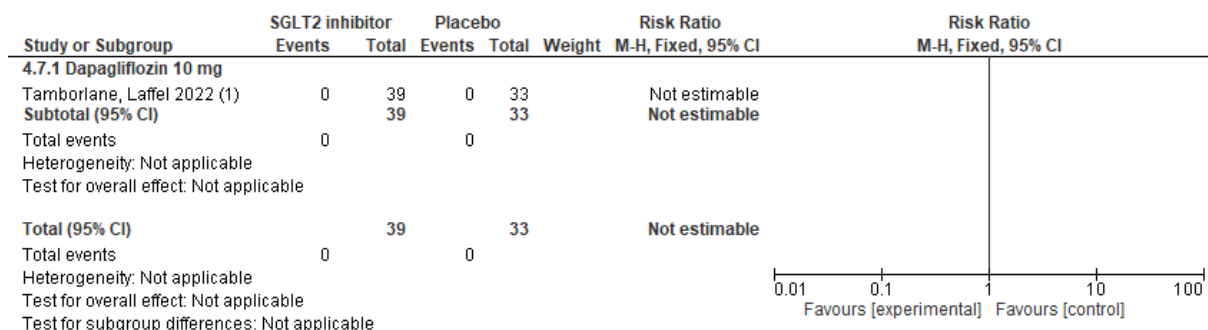 SGLT2 inhibitor Placebo Risk Ratio Risk Ratio
Study or Subgroup Events Total Events Total Weight M-H, Fixed, 95% CI M-H, Fixed, 95% CI
4.7.1 Dapagliflozin 10 mg
Tamborlane, Laffel 2022 (1) 0 39 0 33 Not estimable
Subtotal (95% CI) 39 33 Not estimable
Total events 0 0
Heterogeneity: Not applicable
Test for overall effect: Not applicable
Total (95% CI) 39 33 Not estimable
Total events 0 0
Heterogeneity: Not applicable
Test for overall effect: Not applicable
Test for subgroup differences: Not applicable
0.01 0.1 1 10 100
Favours [experimental] Favours [control]